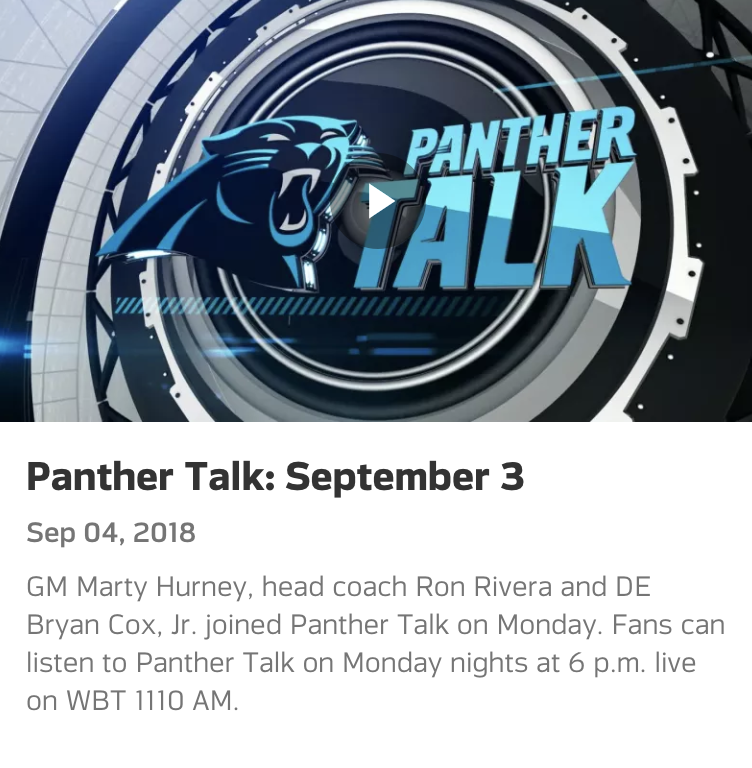 PANTHER
TALK
Panther Talk: September 3
Sep 04, 2018
GM Marty Hurney, head coach Ron Rivera and DE
Bryan Cox, Jr. joined Panther Talk on Monday. Fans can
listen to Panther Talk on Monday nights at 6 p.m. live
on WBT 1110 AM.